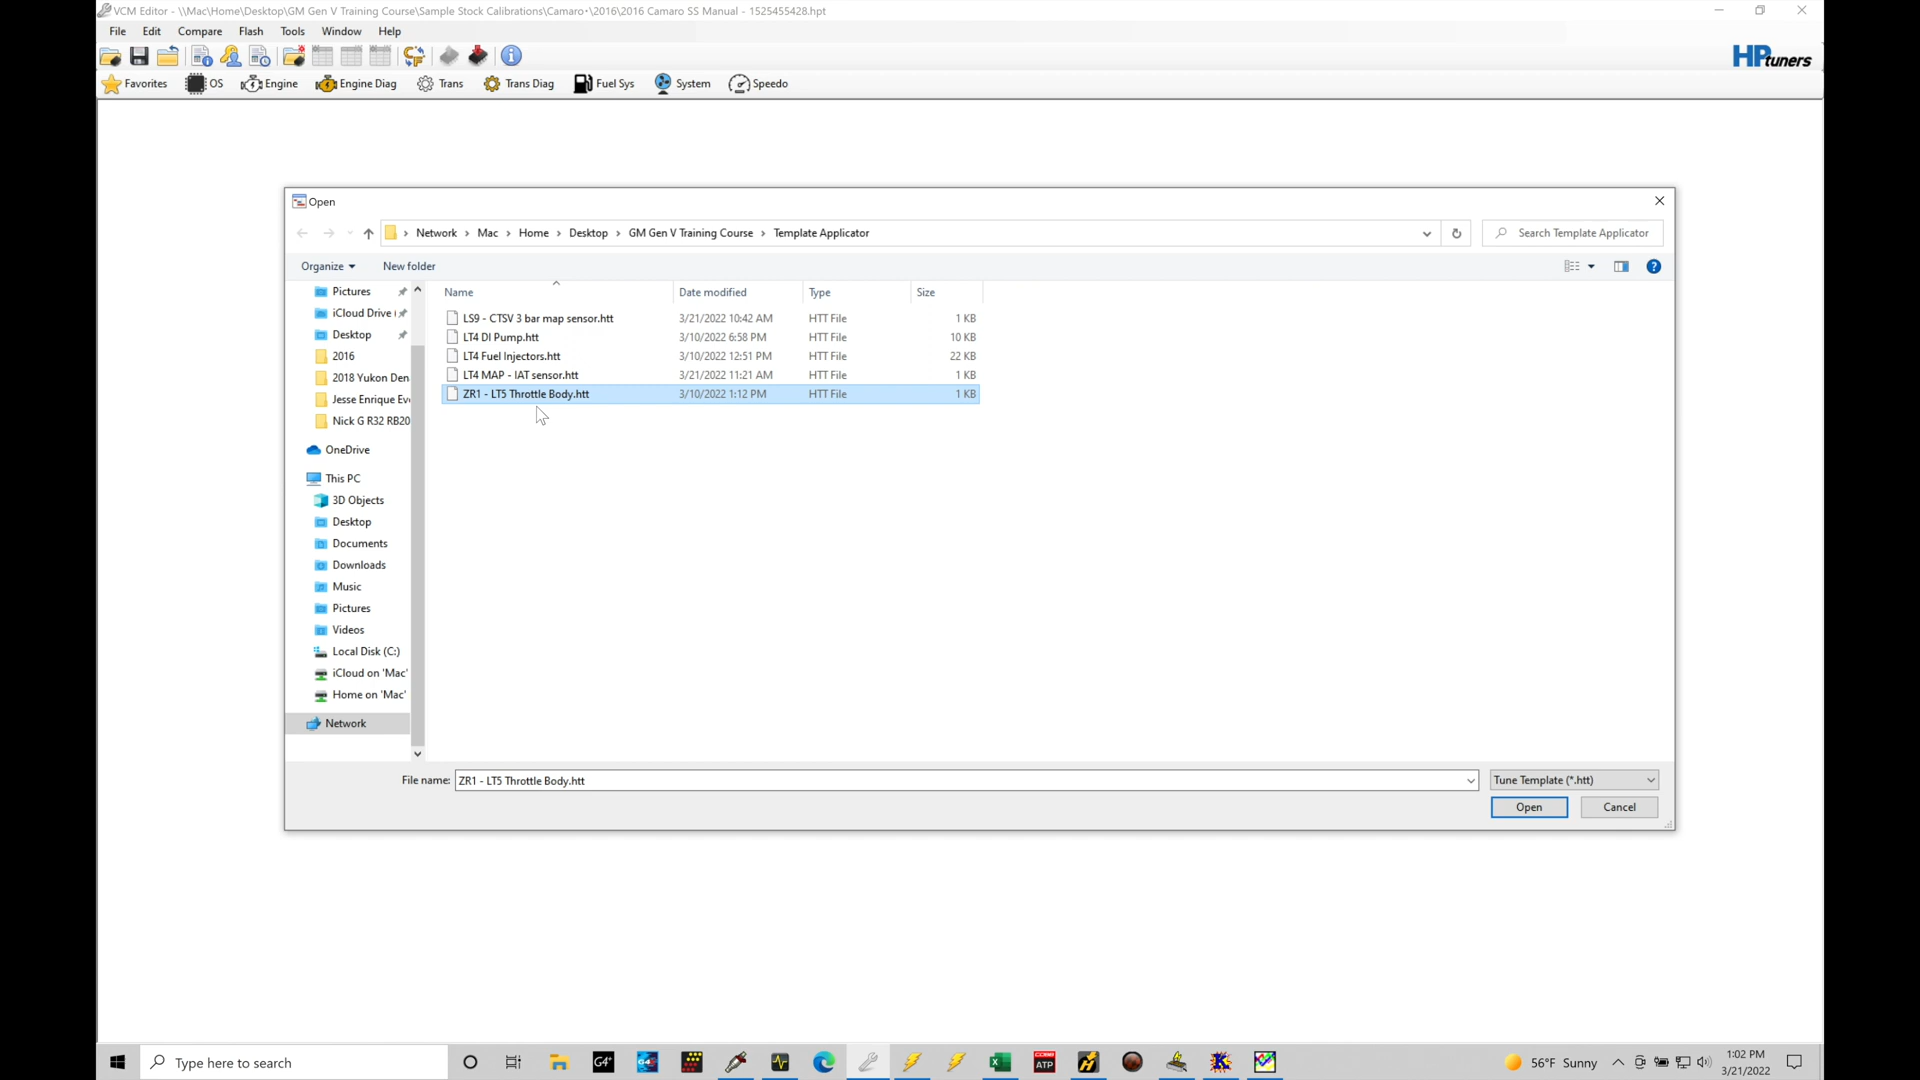 VCM Editor - \\Mac\Home\Desktop\GM Gen V Training Course\Sample Stock Calibrations\Camaro+\2016\2016 Camaro SS Manual - 1525455428.hpt
File Edit Compare Flash Tools Window Help
HPtuners
Favorites OS Engine Engine Diag Trans Trans Diag Fuel Sys System Speedo
Open
Network > Mac > Home > Desktop > GM Gen V Training Course > Template Applicator
Search Template Applicator
Organize New folder
Name Date modified Type Size
LS9 - CTSV 3 bar map sensor.htt 3/21/2022 10:42 AM HTT File 1 KB
LT4 DI Pump.htt 3/10/2022 6:58 PM HTT File 10 KB
LT4 Fuel Injectors.htt 3/10/2022 12:51 PM HTT File 22 KB
LT4 MAP - IAT sensor.htt 3/21/2022 11:21 AM HTT File 1 KB
ZR1 - LT5 Throttle Body.htt 3/10/2022 1:12 PM HTT File 1 KB
Pictures
iCloud Drive (
Desktop
2016
2018 Yukon Den
Jesse Enrique Ev
Nick G R32 RB20
OneDrive
This PC
3D Objects
Desktop
Documents
Downloads
Music
Pictures
Videos
Local Disk (C:)
iCloud on 'Mac'
Home on 'Mac'
Network
File name: ZR1 - LT5 Throttle Body.htt
Tune Template (*.htt)
Open Cancel
Type here to search
G4+
ATP
56°F Sunny
1:02 PM
3/21/2022